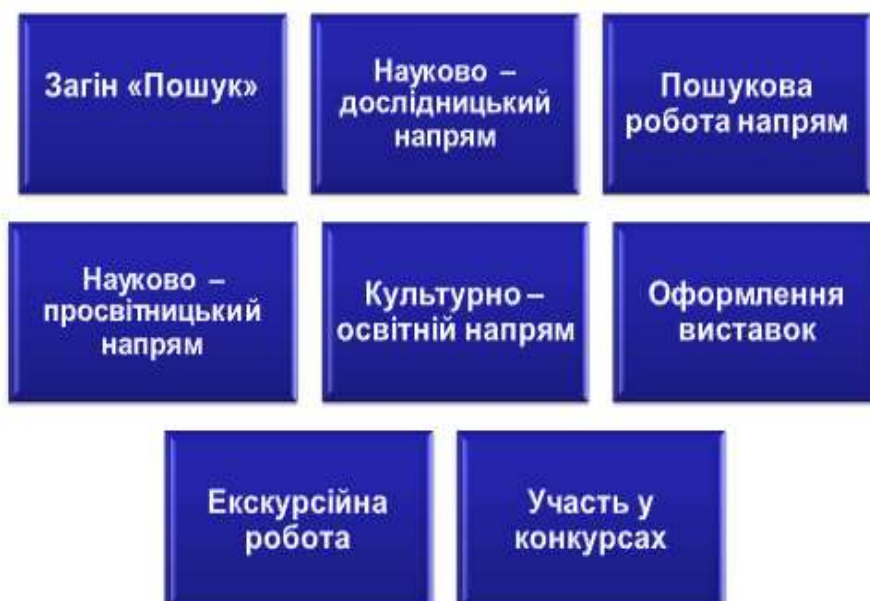 Загін «Пошук»
Науково –
дослідницький
напрям
Пошукова
робота напрям
Науково –
просвітницький
напрям
Культурно –
освітній напрям
Оформлення
виставок
Екскурсійна
робота
Участь у
конкурсах